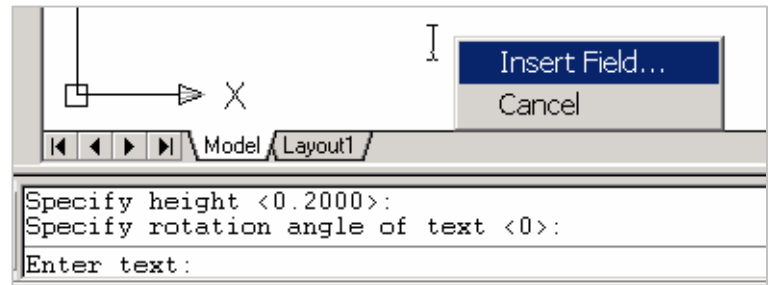 Insert Field...
X
Cancel
Model Layout1
Specify height <0.2000>:
Specify rotation angle of text <0>:
Enter text: